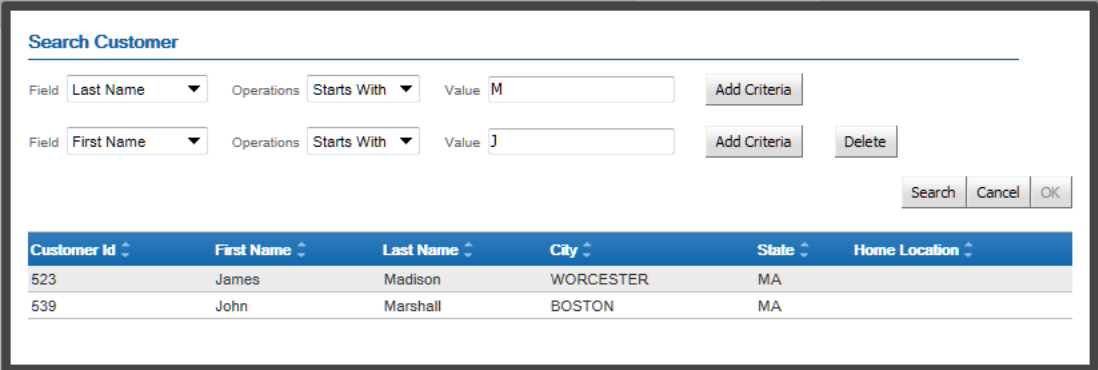 Search Customer
Field Last Name Operations Starts With Value M Add Criteria
Field First Name Operations Starts With Value J Add Criteria Delete
Search Cancel OK
Customer Id First Name Last Name City State Home Location
523 James Madison WORCESTER MA
539 John Marshall BOSTON MA